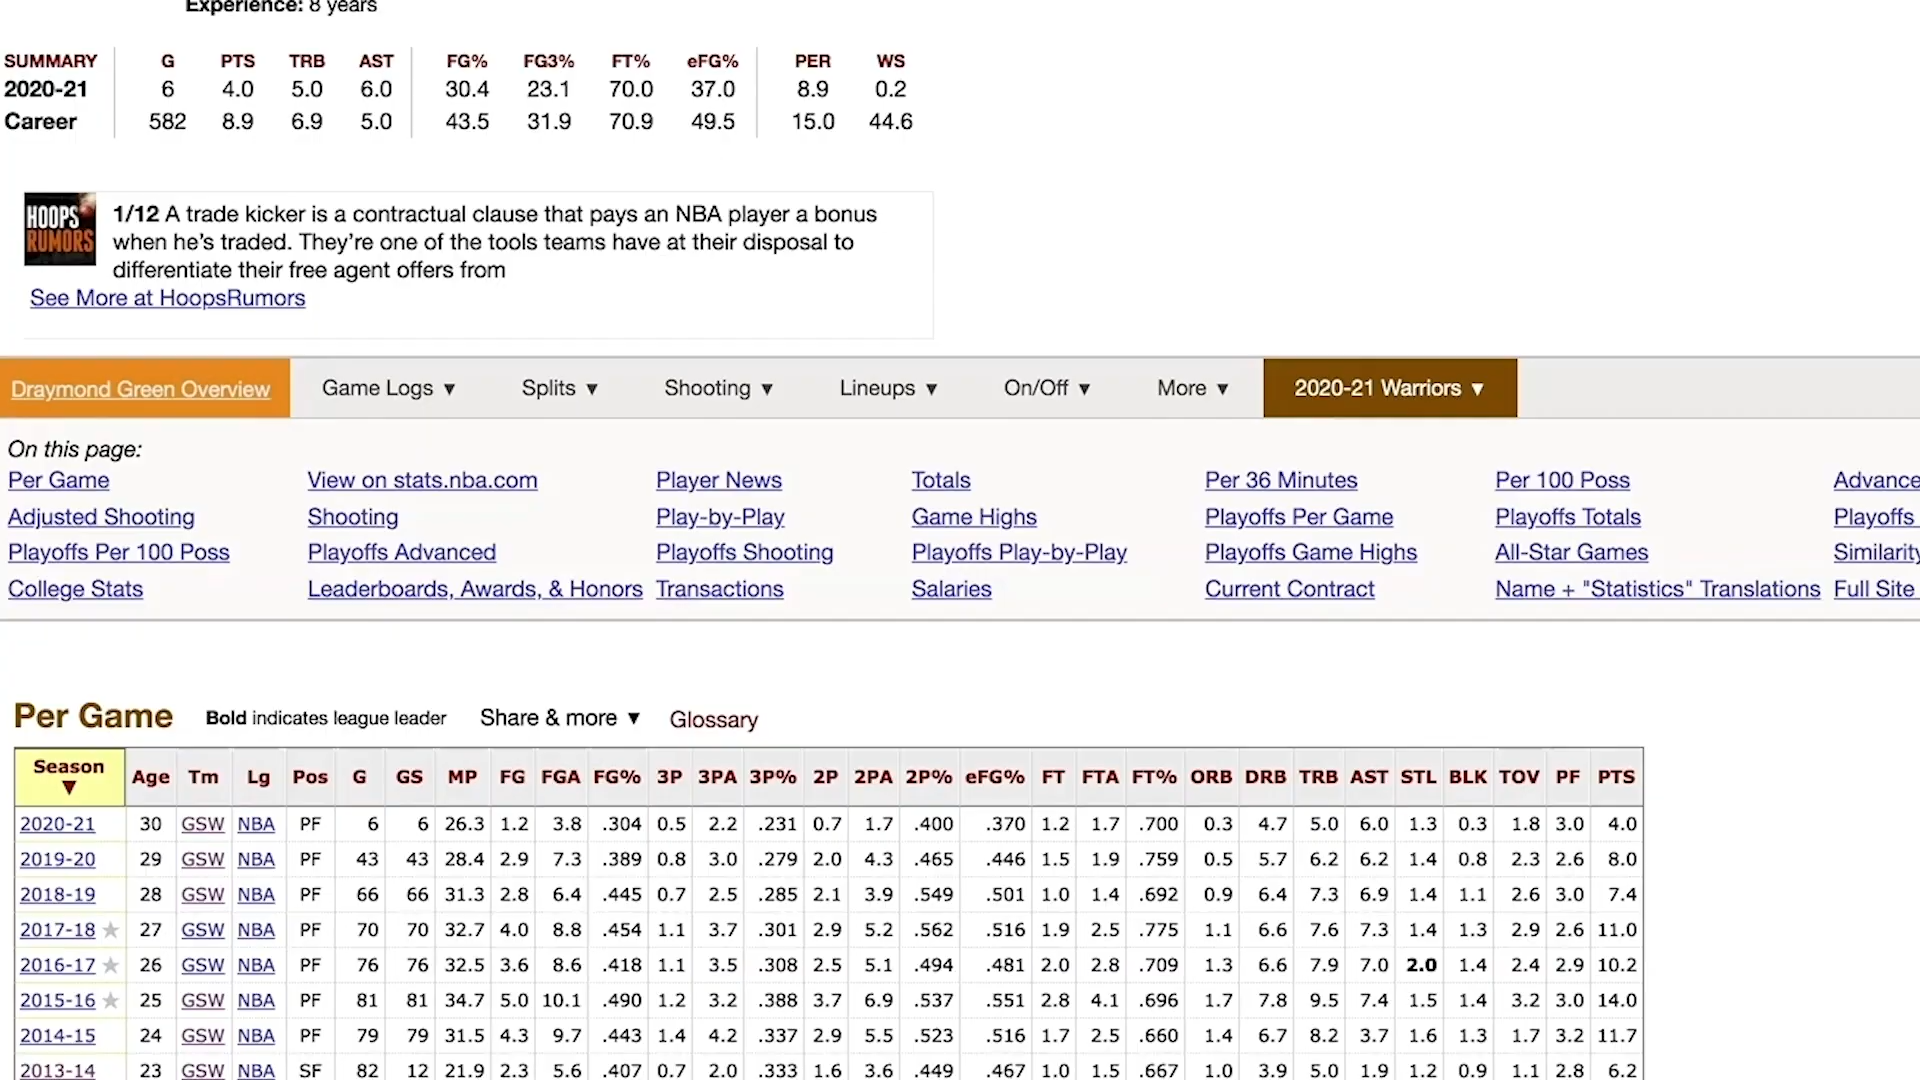 Experience: 8 years
SUMMARY G PTS TRB AST FG% FG3% FT% eFG% PER WS
2020-21 6 4.0 5.0 6.0 30.4 23.1 70.0 37.0 8.9 0.2
Career 582 8.9 6.9 5.0 43.5 31.9 70.9 49.5 15.0 44.6
HOOPS
RUMORS
1/12 A trade kicker is a contractual clause that pays an NBA player a bonus
when he's traded. They're one of the tools teams have at their disposal to
differentiate their free agent offers from
See More at HoopsRumors
Draymond Green Overview Game Logs ▼ Splits ▼ Shooting ▼ Lineups ▼ On/Off ▼ More ▼ 2020-21 Warriors ▼
On this page:
Per Game View on stats.nba.com Player News Totals Per 36 Minutes Per 100 Poss Advance
Adjusted Shooting Shooting Play-by-Play Game Highs Playoffs Per Game Playoffs Totals Playoffs
Playoffs Per 100 Poss Playoffs Advanced Playoffs Shooting Playoffs Play-by-Play Playoffs Game Highs All-Star Games Similarity
College Stats Leaderboards, Awards, & Honors Transactions Salaries Current Contract Name + "Statistics" Translations Full Site
Per Game Bold indicates league leader Share & more ▼ Glossary
Season ▼ Age Tm Lg Pos G GS MP FG FGA FG% 3P 3PA 3P% 2P 2PA 2P% eFG% FT FTA FT% ORB DRB TRB AST STL BLK TOV PF PTS
2020-21 30 GSW NBA PF 6 6 26.3 1.2 3.8 .304 0.5 2.2 .231 0.7 1.7 .400 .370 1.2 1.7 .700 0.3 4.7 5.0 6.0 1.3 0.3 1.8 3.0 4.0
2019-20 29 GSW NBA PF 43 43 28.4 2.9 7.3 .389 0.8 3.0 .279 2.0 4.3 .465 .446 1.5 1.9 .759 0.5 5.7 6.2 6.2 1.4 0.8 2.3 2.6 8.0
2018-19 28 GSW NBA PF 66 66 31.3 2.8 6.4 .445 0.7 2.5 .285 2.1 3.9 .549 .501 1.0 1.4 .692 0.9 6.4 7.3 6.9 1.4 1.1 2.6 3.0 7.4
2017-18 ★ 27 GSW NBA PF 70 70 32.7 4.0 8.8 .454 1.1 3.7 .301 2.9 5.2 .562 .516 1.9 2.5 .775 1.1 6.6 7.6 7.3 1.4 1.3 2.9 2.6 11.0
2016-17 ★ 26 GSW NBA PF 76 76 32.5 3.6 8.6 .418 1.1 3.5 .308 2.5 5.1 .494 .481 2.0 2.8 .709 1.3 6.6 7.9 7.0 2.0 1.4 2.4 2.9 10.2
2015-16 ★ 25 GSW NBA PF 81 81 34.7 5.0 10.1 .490 1.2 3.2 .388 3.7 6.9 .537 .551 2.8 4.1 .696 1.7 7.8 9.5 7.4 1.5 1.4 3.2 3.0 14.0
2014-15 24 GSW NBA PF 79 79 31.5 4.3 9.7 .443 1.4 4.2 .337 2.9 5.5 .523 .516 1.7 2.5 .660 1.4 6.7 8.2 3.7 1.6 1.3 1.7 3.2 11.7
2013-14 23 GSW NBA SF 82 12 21.9 2.3 5.6 .407 0.7 2.0 .333 1.6 3.6 .449 .467 1.0 1.5 .667 1.0 3.9 5.0 1.9 1.2 0.9 1.1 2.8 6.2